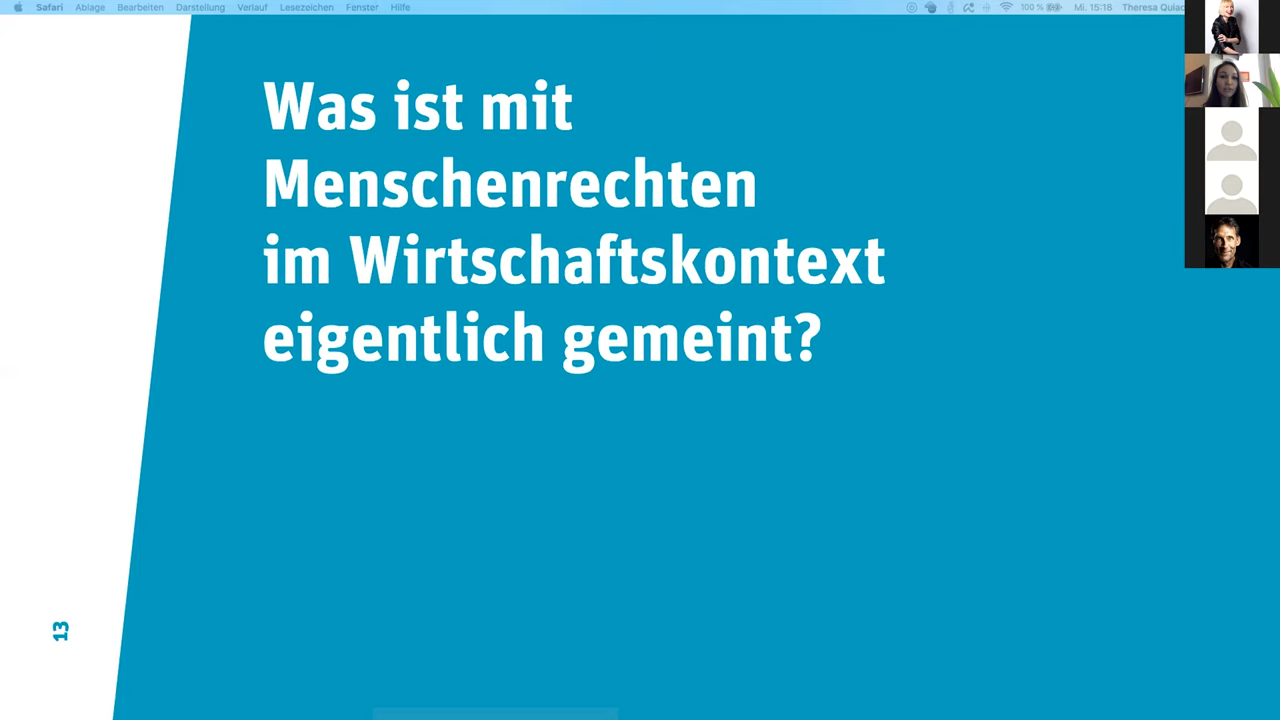 Safari Ablage Bearbeiten Darstellung Verlauf Lesezeichen Fenster Hilfe 100 % Mi. 15:18 Theresa
Was ist mit
Menschenrechten
im Wirtschaftskontext
eigentlich gemeint?
13